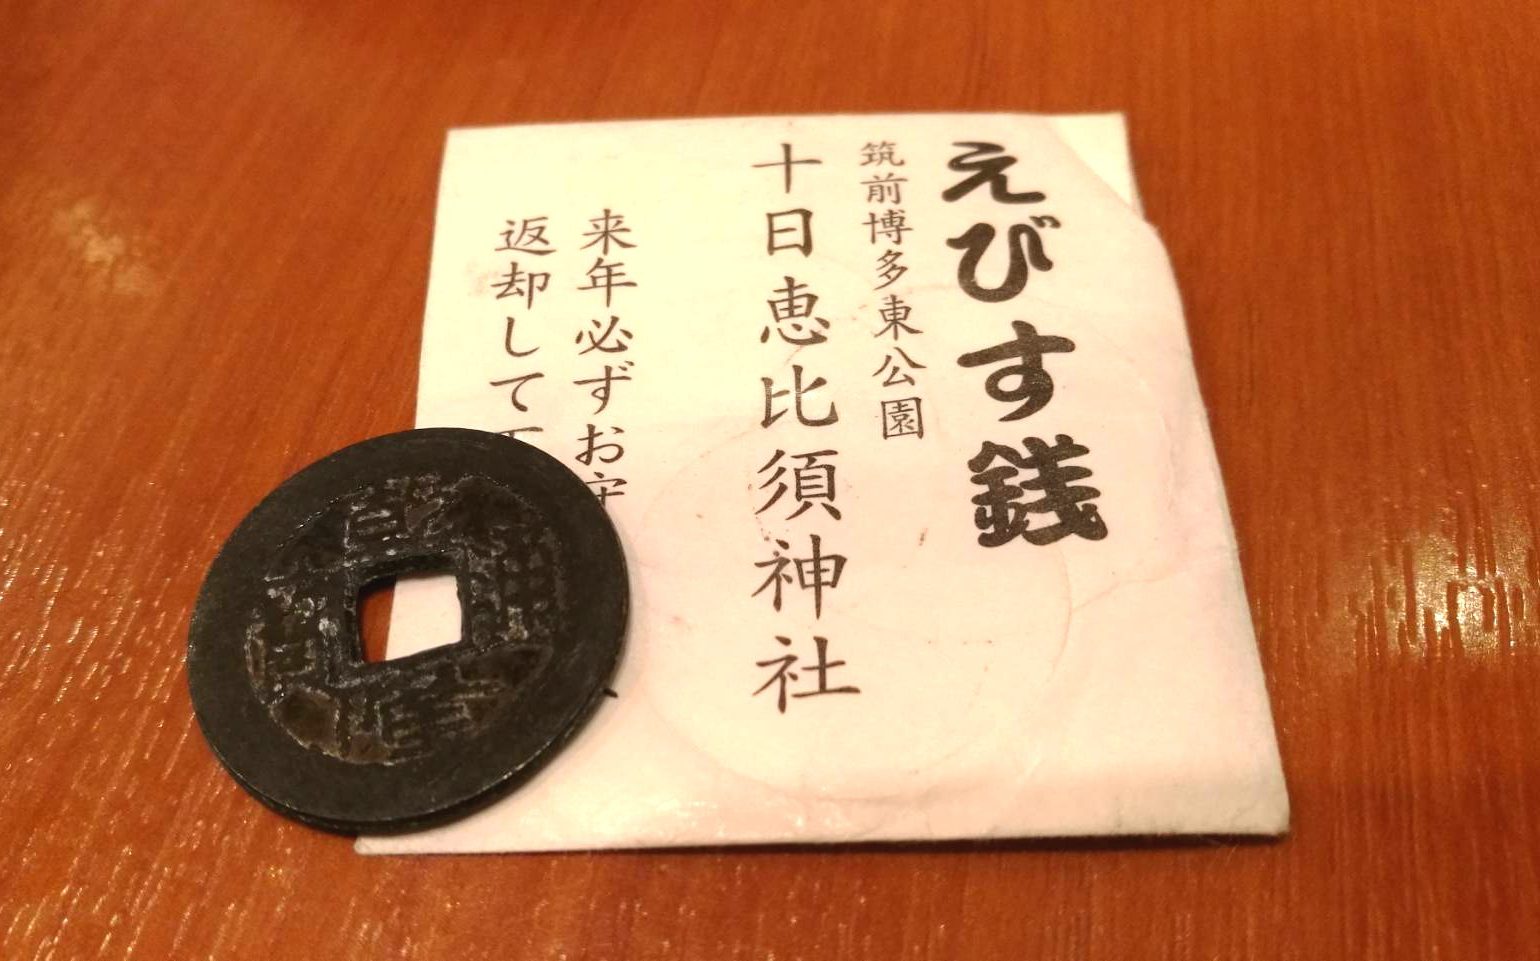 えびす銭
筑前博多東公園
十日恵比須神社
来年必ずお守
返却して